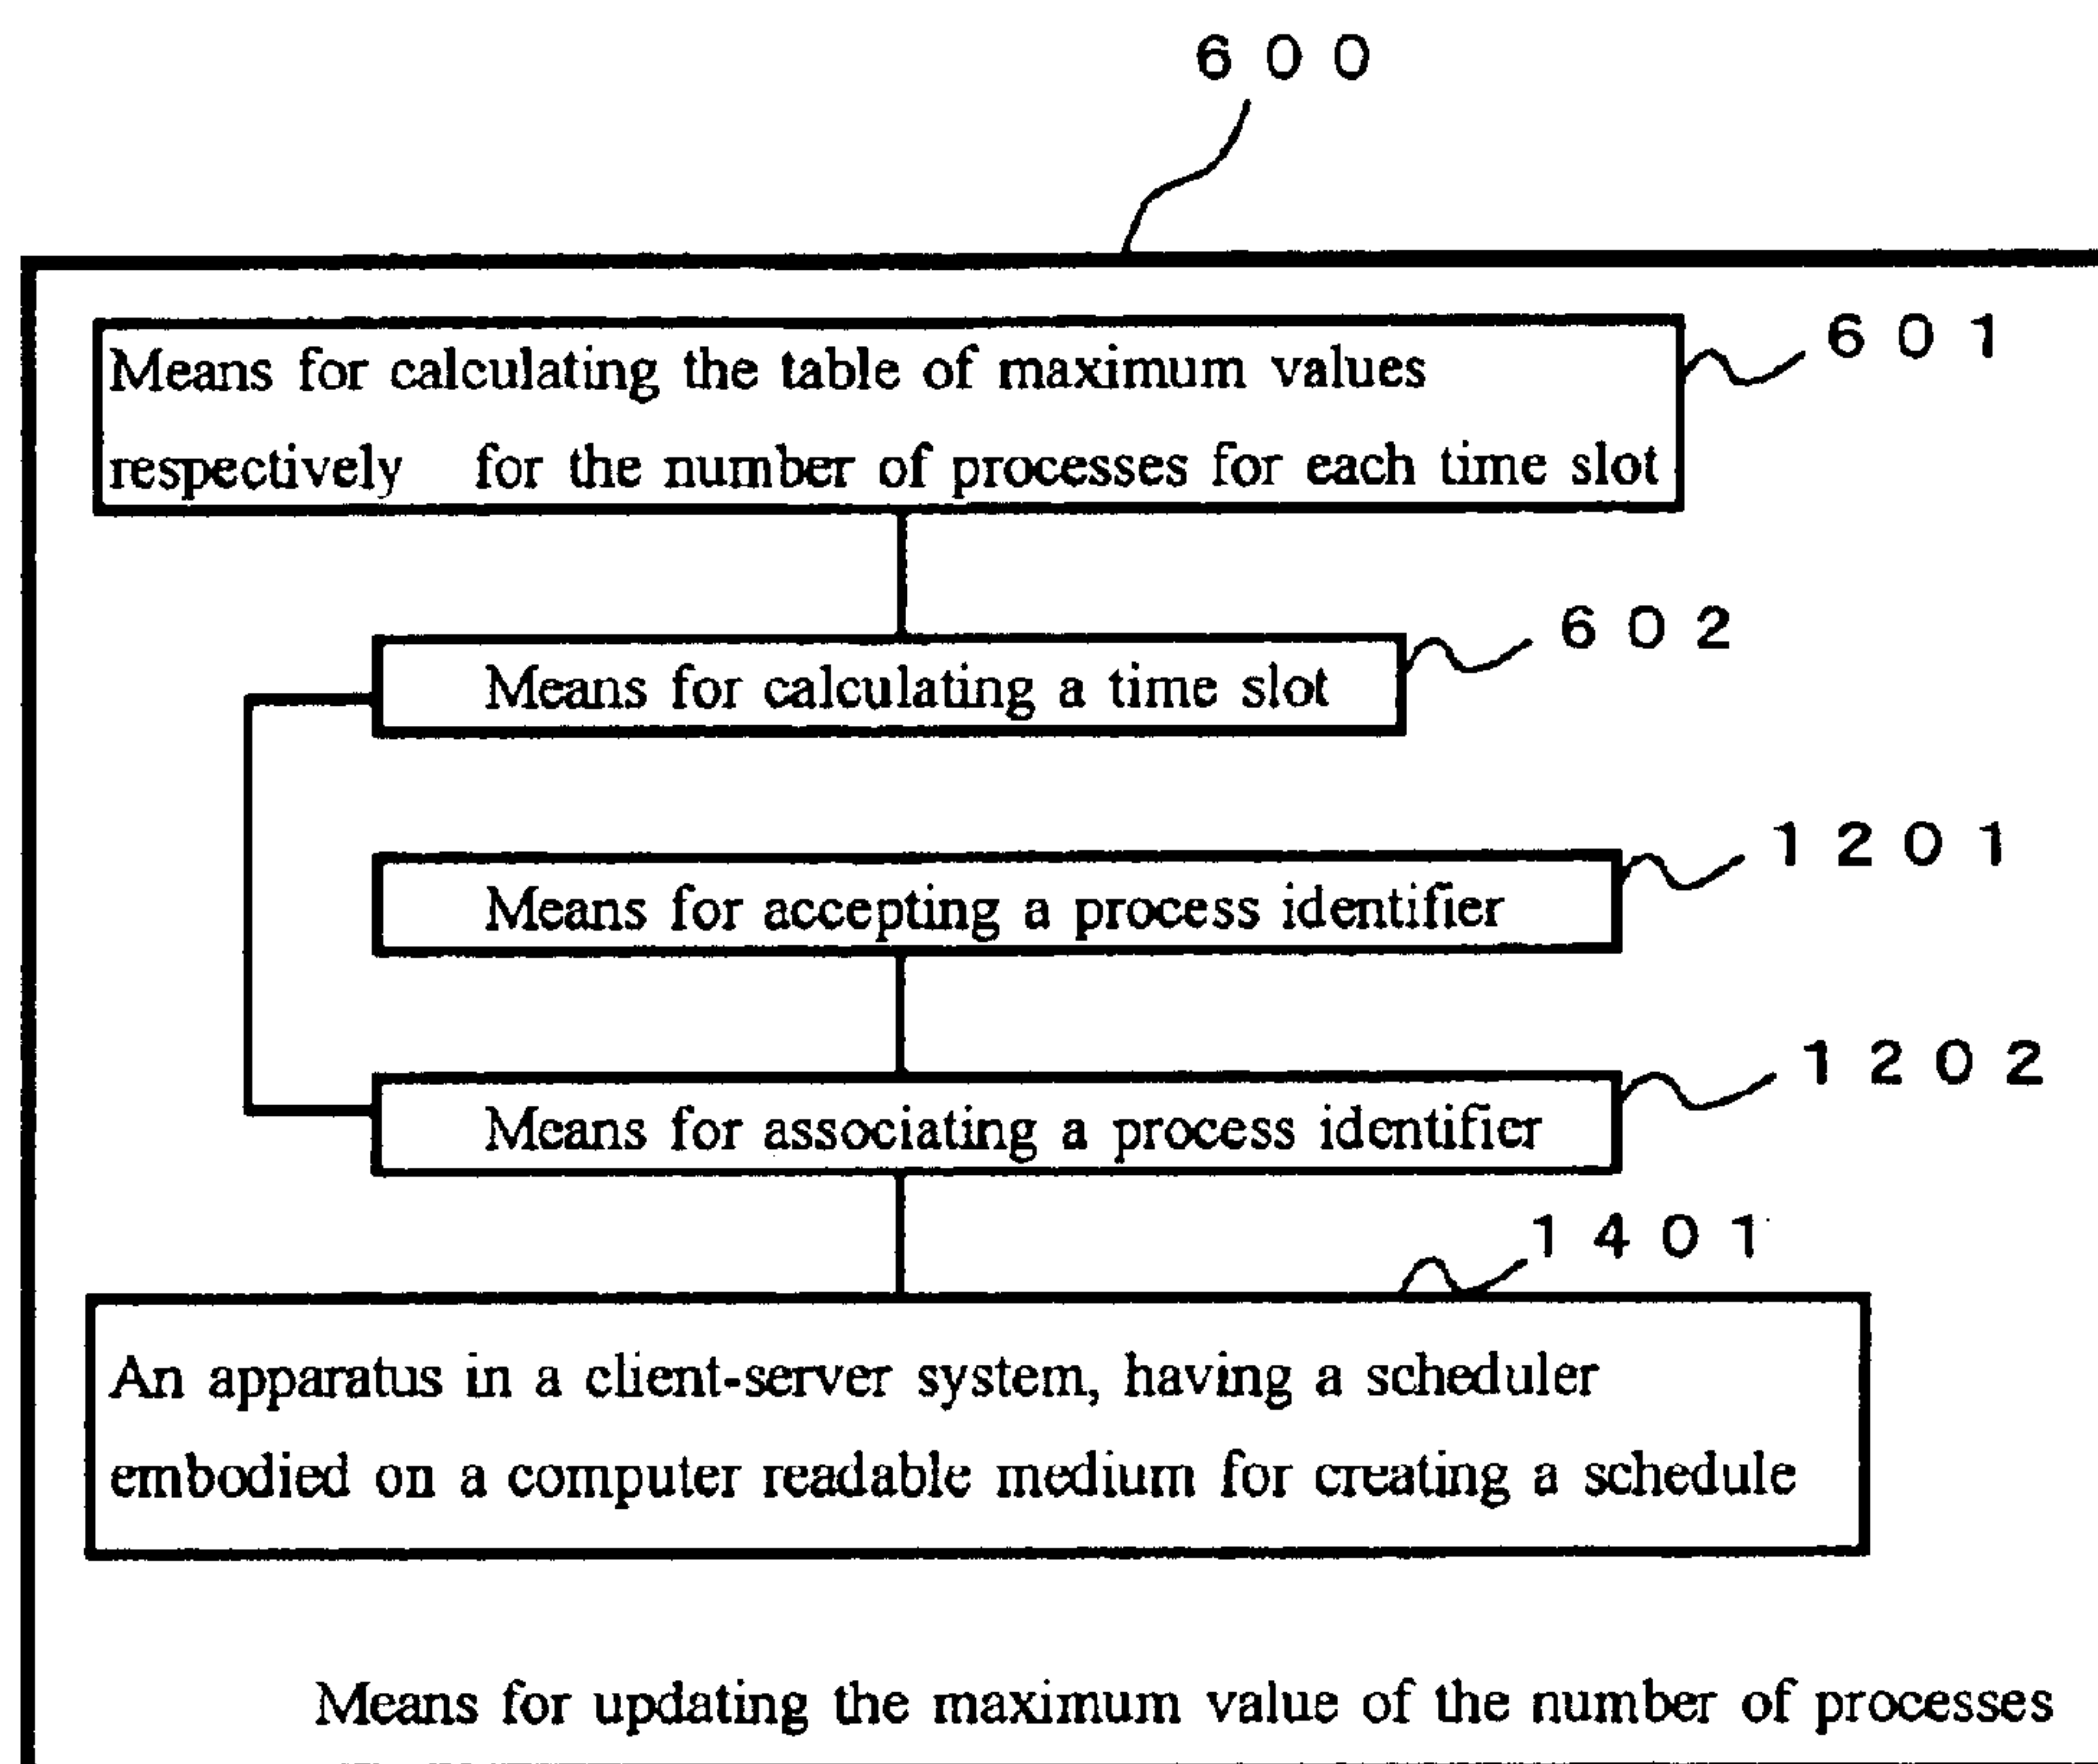 600
Means for calculating the table of maximum values
601
respectively for the number of processes for each time slot
602
Means for calculating a time slot
1201
Means for accepting a process identifier
1202
Means for associating a process identifier
1401
An apparatus in a client-server system, having a scheduler
embodied on a computer readable medium for creating a schedule
Means for updating the maximum value of the number of processes